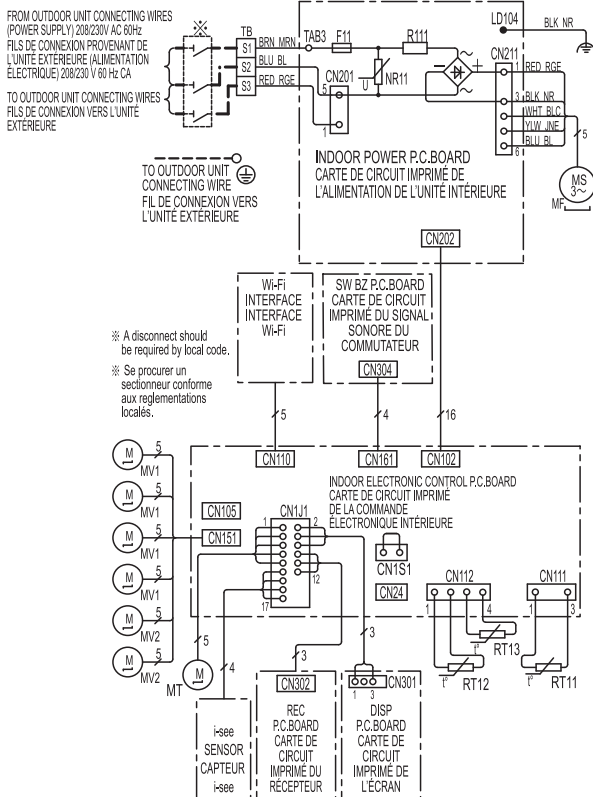 FROM OUTDOOR UNIT CONNECTING WIRES
(POWER SUPPLY) 208/230V AC 60Hz
FILS DE CONNEXION PROVENANT DE
L'UNITÉ EXTÉRIEURE (ALIMENTATION
ÉLECTRIQUE) 208/230 V 60 Hz CA
TO OUTDOOR UNIT CONNECTING WIRES
FILS DE CONNEXION VERS L'UNITÉ
EXTÉRIEURE
※
TB
S1
S2
S3
BRN MRN
BLU BL
RED RGE
TAB3
F11
R111
NR11
U
CN201
5
1
LD104
BLK NR
CN211
RED RGE
3
BLK NR
WHT BLC
YLW JNE
BLU BL
6
5
MS
3~
MF
~
~
−
+
INDOOR POWER P.C.BOARD
CARTE DE CIRCUIT IMPRIMÉ DE
L'ALIMENTATION DE L'UNITÉ INTÉRIEURE
TO OUTDOOR UNIT
CONNECTING WIRE
FIL DE CONNEXION VERS
L'UNITÉ EXTÉRIEURE
CN202
Wi-Fi
INTERFACE
INTERFACE
Wi-Fi
SW BZ P.C.BOARD
CARTE DE CIRCUIT
IMPRIMÉ DU SIGNAL
SONORE DU
COMMUTATEUR
CN304
※ A disconnect should
be required by local code.
※ Se procurer un
sectionneur conforme
aux reglementations
localés.
5
4
16
CN110
CN161
CN102
INDOOR ELECTRONIC CONTROL P.C.BOARD
CARTE DE CIRCUIT IMPRIMÉ
DE LA COMMANDE
ÉLECTRONIQUE INTÉRIEURE
M
5
MV1
M
5
MV1
M
5
MV1
M
5
MV1
M
5
MV2
M
5
MV2
CN105
CN151
CN1J1
1
2
12
17
CN1S1
CN24
CN112
1
4
CN111
1
3
t°
RT13
t°
RT12
t°
RT11
5
M
MT
4
3
3
CN302
CN301
1
3
i-see
SENSOR
CAPTEUR
i-see
REC
P.C.BOARD
CARTE DE
CIRCUIT
IMPRIMÉ DU
RÉCEPTEUR
DISP
P.C.BOARD
CARTE DE
CIRCUIT
IMPRIMÉ DE
L'ÉCRAN